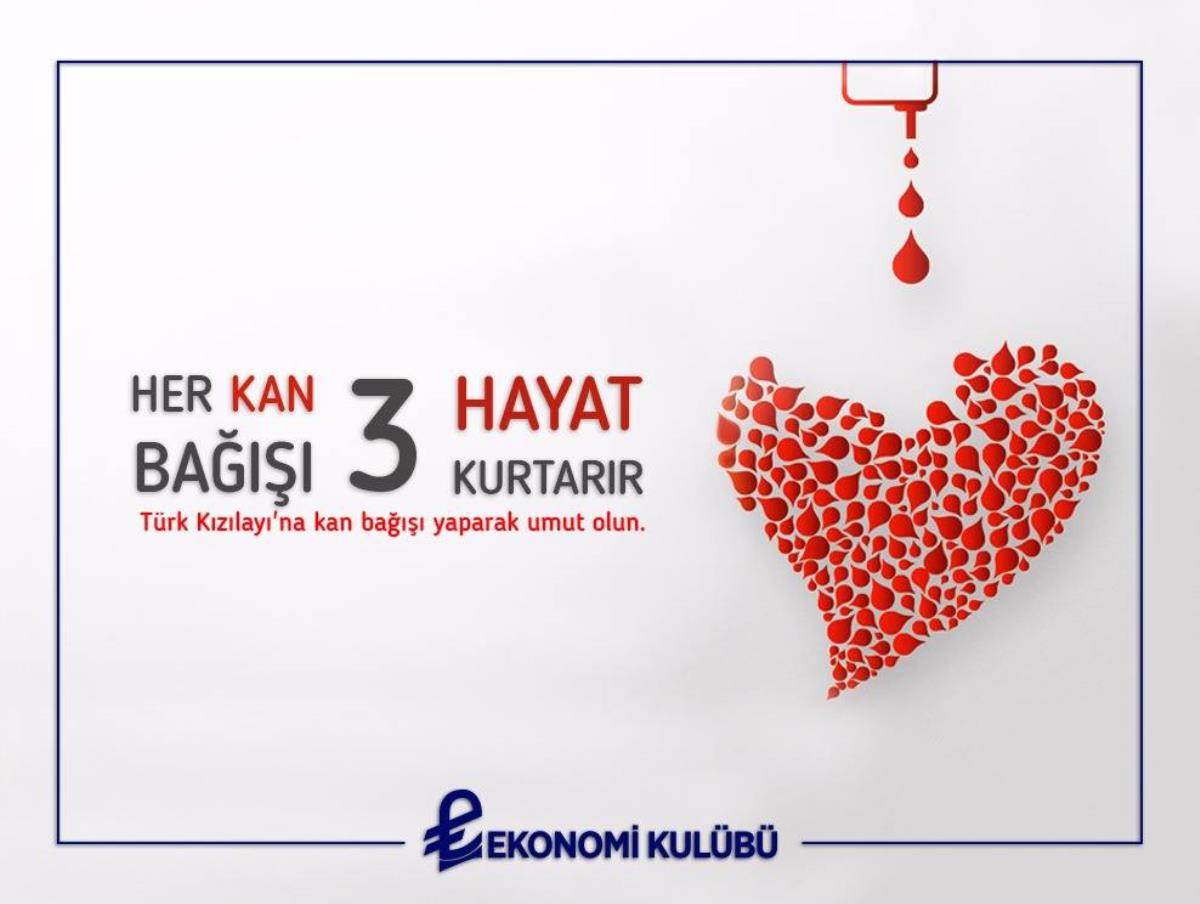 HER KAN BAĞIŞI
3
HAYAT KURTARIR
Türk Kızılayı'na kan bağışı yaparak umut olun.
EKONOMİ KULÜBÜ